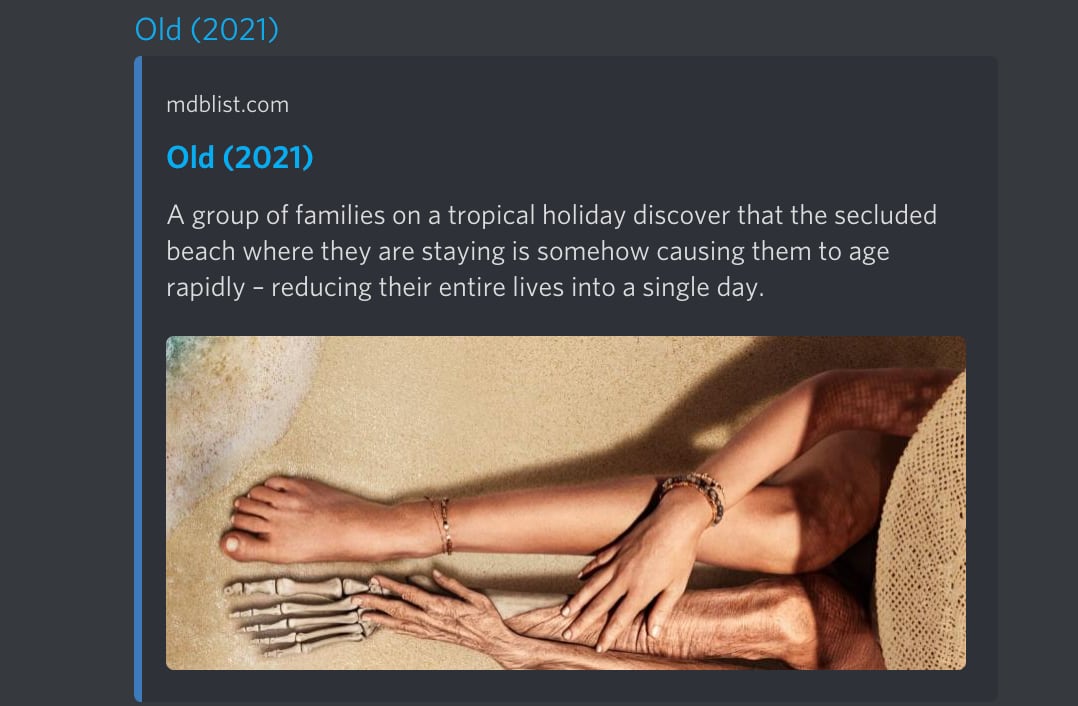 Old (2021)
mdblist.com
Old (2021)
A group of families on a tropical holiday discover that the secluded
beach where they are staying is somehow causing them to age
rapidly – reducing their entire lives into a single day.